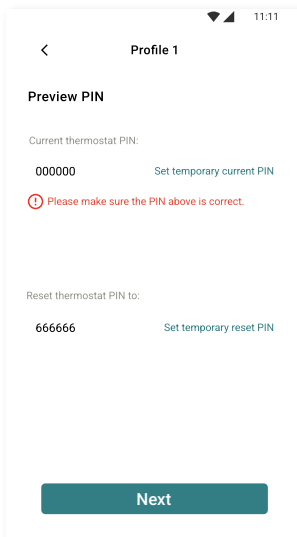 11:11
Profile 1
Preview PIN
Current thermostat PIN:
000000 Set temporary current PIN
Please make sure the PIN above is correct.
Reset thermostat PIN to:
666666 Set temporary reset PIN
Next